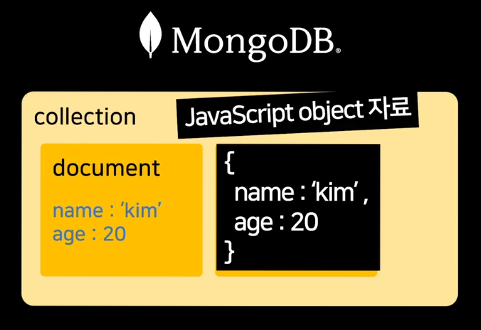 MongoDB®
collection
JavaScript object 자료
document
name : 'kim'
age : 20
{
name : 'kim' ,
age : 20
}